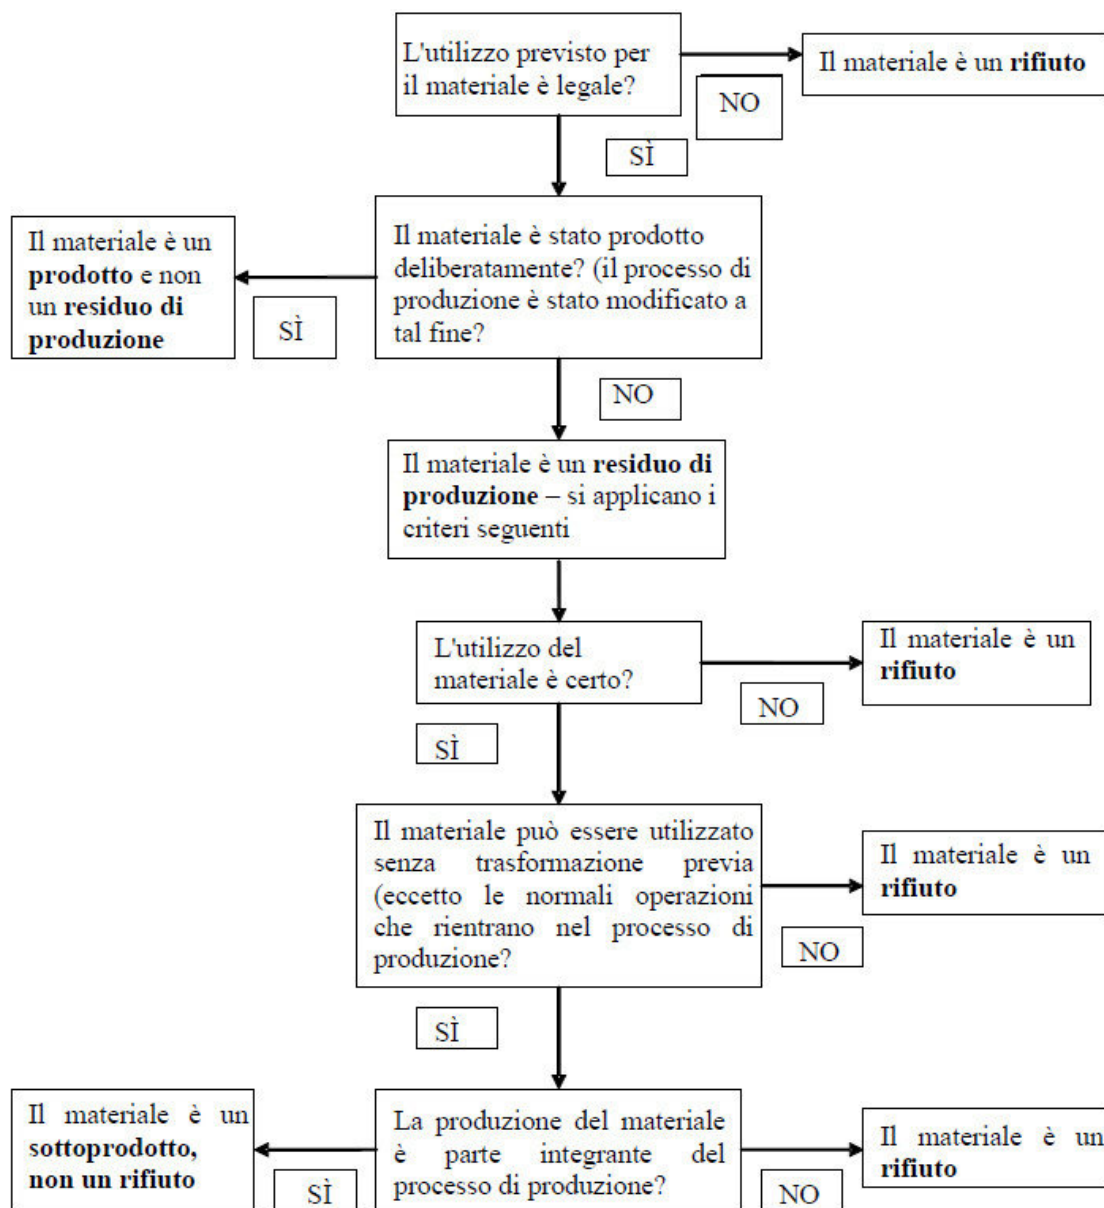 L'utilizzo previsto per
il materiale è legale?
Il materiale è un rifiuto
NO
SÌ
Il materiale è un
prodotto e non
un residuo di
produzione
Il materiale è stato prodotto
deliberatamente? (il processo di
produzione è stato modificato a
tal fine?
SÌ
NO
Il materiale è un residuo di
produzione – si applicano i
criteri seguenti
L'utilizzo del
materiale è certo?
Il materiale è un
rifiuto
NO
SÌ
Il materiale può essere utilizzato
senza trasformazione previa
(eccetto le normali operazioni
che rientrano nel processo di
produzione?
Il materiale è un
rifiuto
NO
SÌ
Il materiale è un
sottoprodotto,
non un rifiuto
La produzione del materiale
è parte integrante del
processo di produzione?
Il materiale è un
rifiuto
SÌ
NO